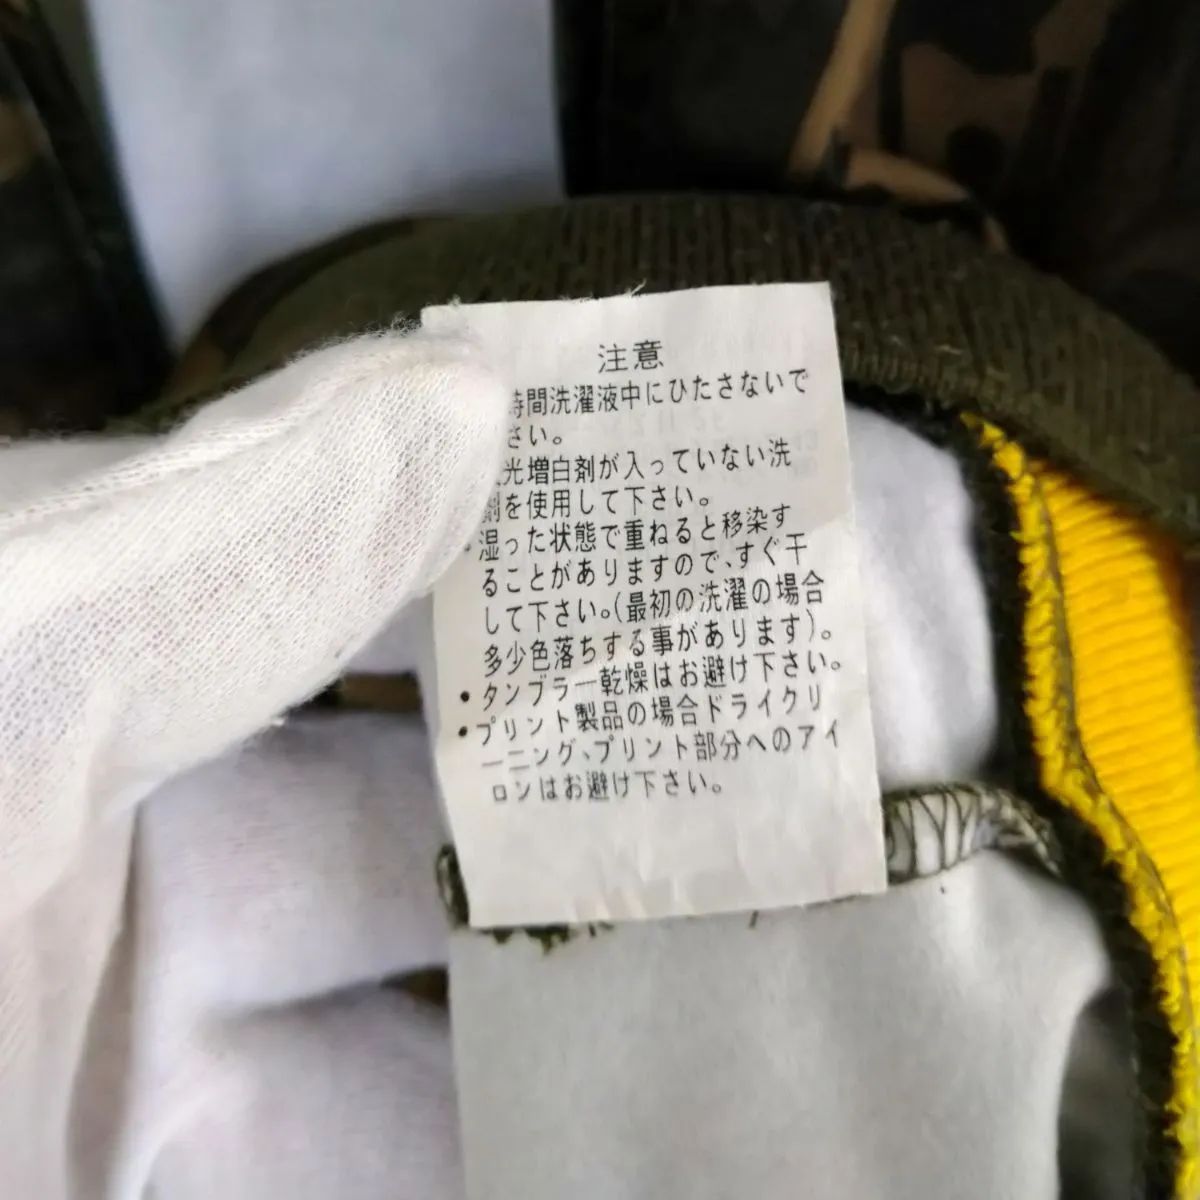 注意
時間洗濯液中にひたさないで
さい。
光増白剤が入っていない洗
剤を使用して下さい。
・湿った状態で重ねると移染す
ることがありますので、すぐ干
して下さい。(最初の洗濯の場合
多少色落ちする事があります)。
・タンブラー乾燥はお避け下さい。
・プリント製品の場合ドライクリ
ーニング、プリント部分へのアイ
ロンはお避け下さい。